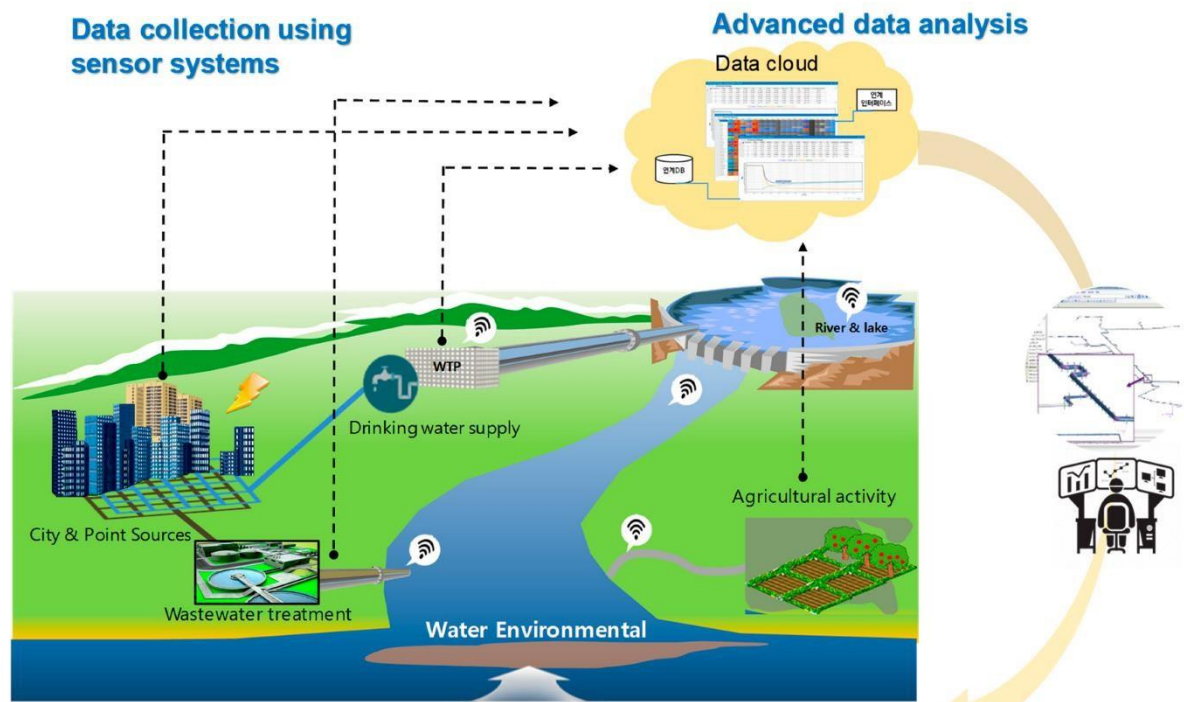 Data collection using
sensor systems
Advanced data analysis
Data cloud
연계
인터페이스
연계DB
River & lake
WTP
Drinking water supply
Agricultural activity
City & Point Sources
Wastewater treatment
Water Environmental